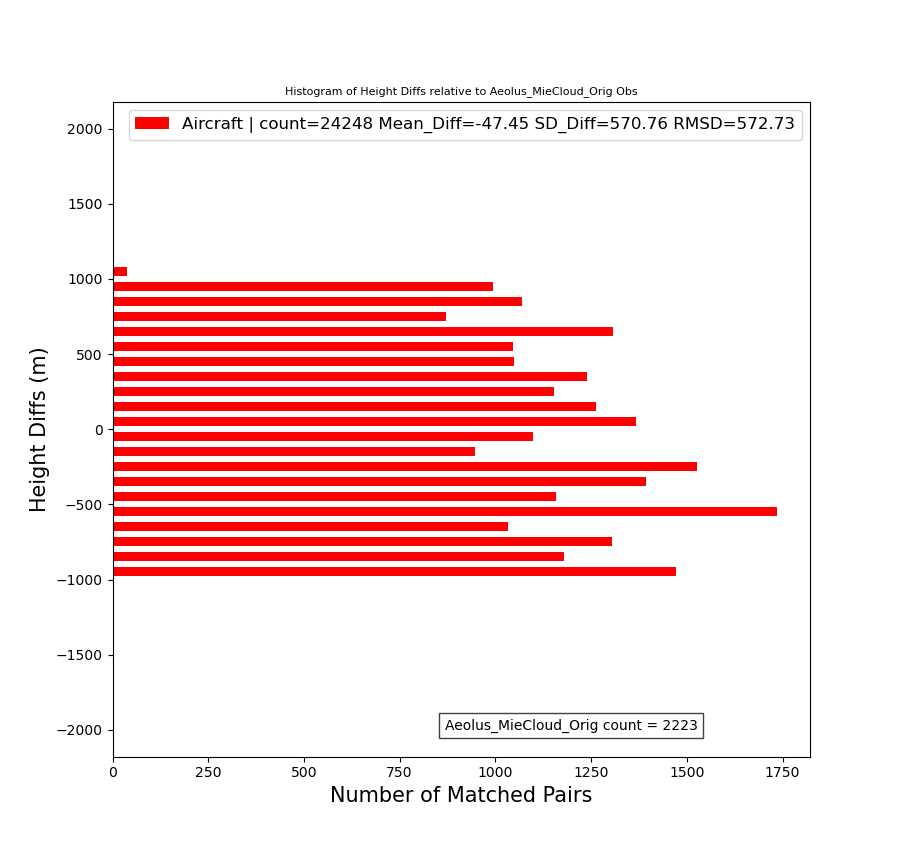 Histogram of Height Diffs relative to Aeolus_MieCloud_Orig Obs
Aircraft | count=24248 Mean_Diff=-47.45 SD_Diff=570.76 RMSD=572.73
2000
1500
1000
500
0
−500
−1000
−1500
−2000
Height Diffs (m)
Aeolus_MieCloud_Orig count = 2223
0 250 500 750 1000 1250 1500 1750
Number of Matched Pairs